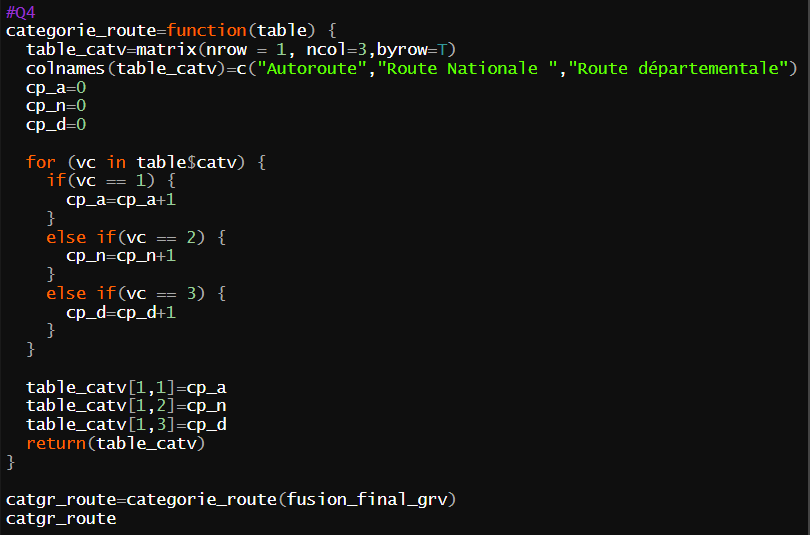 #Q4
categorie_route=function(table) {
  table_catv=matrix(nrow = 1, ncol=3,byrow=T)
  colnames(table_catv)=c("Autoroute","Route Nationale ","Route départementale")
  cp_a=0
  cp_n=0
  cp_d=0

  for (vc in table$catv) {
    if(vc == 1) {
      cp_a=cp_a+1
    }
    else if(vc == 2) {
      cp_n=cp_n+1
    }
    else if(vc == 3) {
      cp_d=cp_d+1
    }
  }

  table_catv[1,1]=cp_a
  table_catv[1,2]=cp_n
  table_catv[1,3]=cp_d
  return(table_catv)
}

catgr_route=categorie_route(fusion_final_grv)
catgr_route